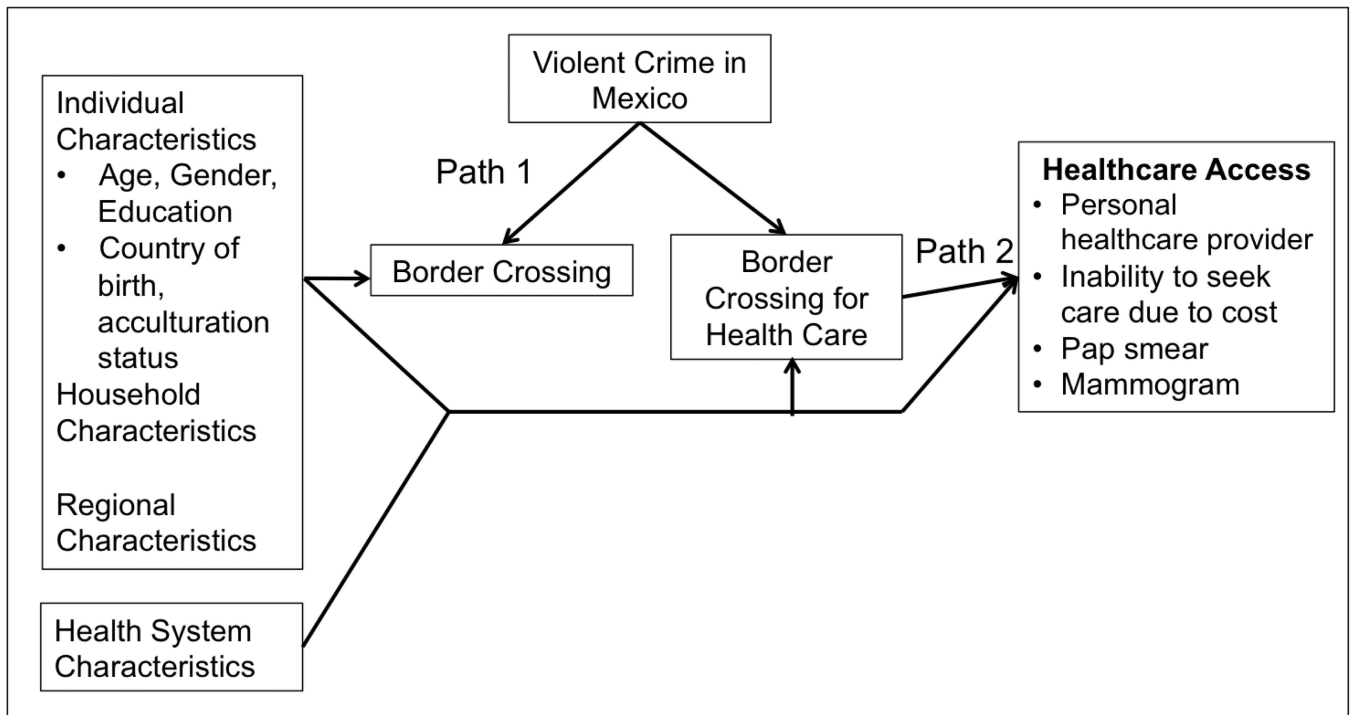 Violent Crime in
Mexico
Individual
Characteristics
• Age, Gender,
Education
• Country of
birth,
acculturation
status
Household
Characteristics
Regional
Characteristics
Health System
Characteristics
Path 1
Border Crossing
Border
Crossing for
Health Care
Path 2
Healthcare Access
• Personal
healthcare provider
• Inability to seek
care due to cost
• Pap smear
• Mammogram